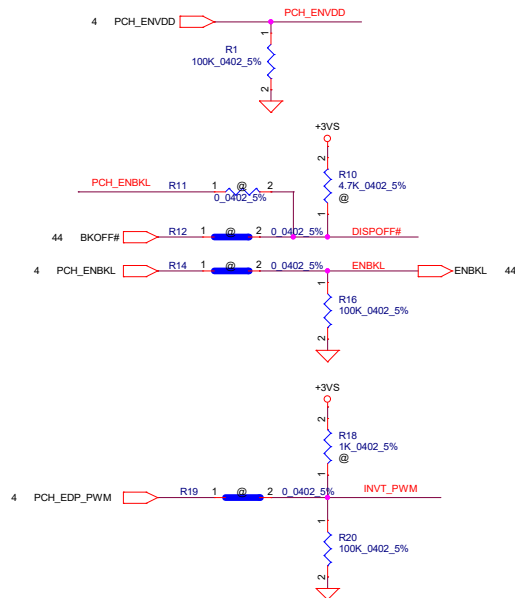 4 PCH_ENVDD PCH_ENVDD
1
R1
100K_0402_5%
2
+3VS
2
R10
4.7K_0402_5%
@
1
PCH_ENBKL R11 1 @ 2
0_0402_5%
44 BKOFF# R12 1 @ 2 0_0402_5% DISPOFF#
4 PCH_ENBKL R14 1 @ 2 0_0402_5% ENBKL ENBKL 44
1
R16
100K_0402_5%
2
+3VS
2
R18
1K_0402_5%
@
1
4 PCH_EDP_PWM R19 1 @ 2 0_0402_5% INVT_PWM
1
R20
100K_0402_5%
2